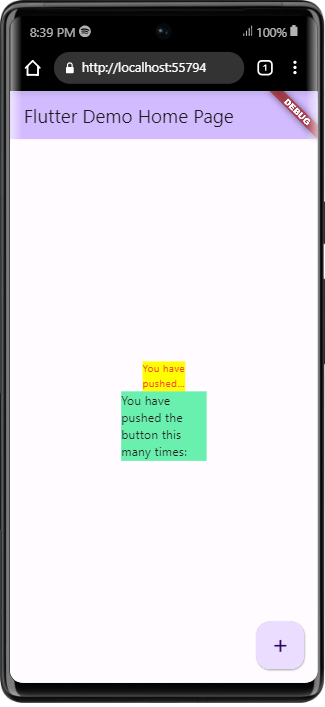 8:39 PM 100%
http://localhost:55794
1
Flutter Demo Home Page
DEBUG
You have
pushed...
You have
pushed the
button this
many times:
+